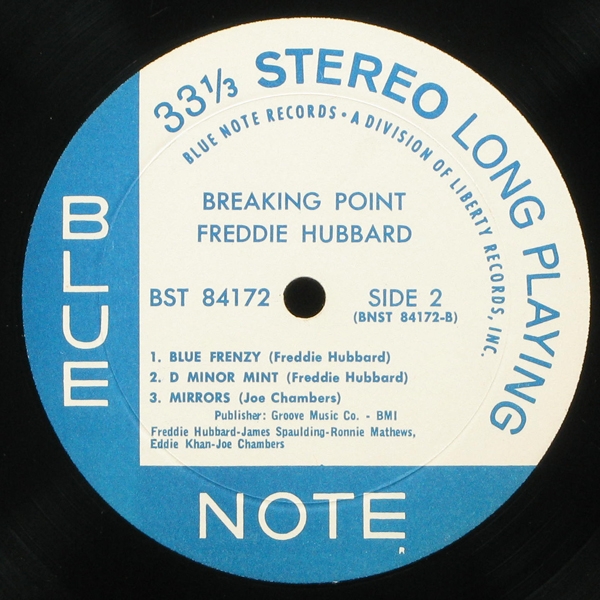 33⅓ STEREO LONG PLAYING
BLUE NOTE RECORDS • A DIVISION OF LIBERTY RECORDS, INC.
BREAKING POINT
FREDDIE HUBBARD
BST 84172
SIDE 2
(BNST 84172-B)
1. BLUE FRENZY (Freddie Hubbard)
2. D MINOR MINT (Freddie Hubbard)
3. MIRRORS (Joe Chambers)
Publisher: Groove Music Co. - BMI
Freddie Hubbard-James Spaulding-Ronnie Mathews,
Eddie Khan-Joe Chambers
BLUE
NOTE
R